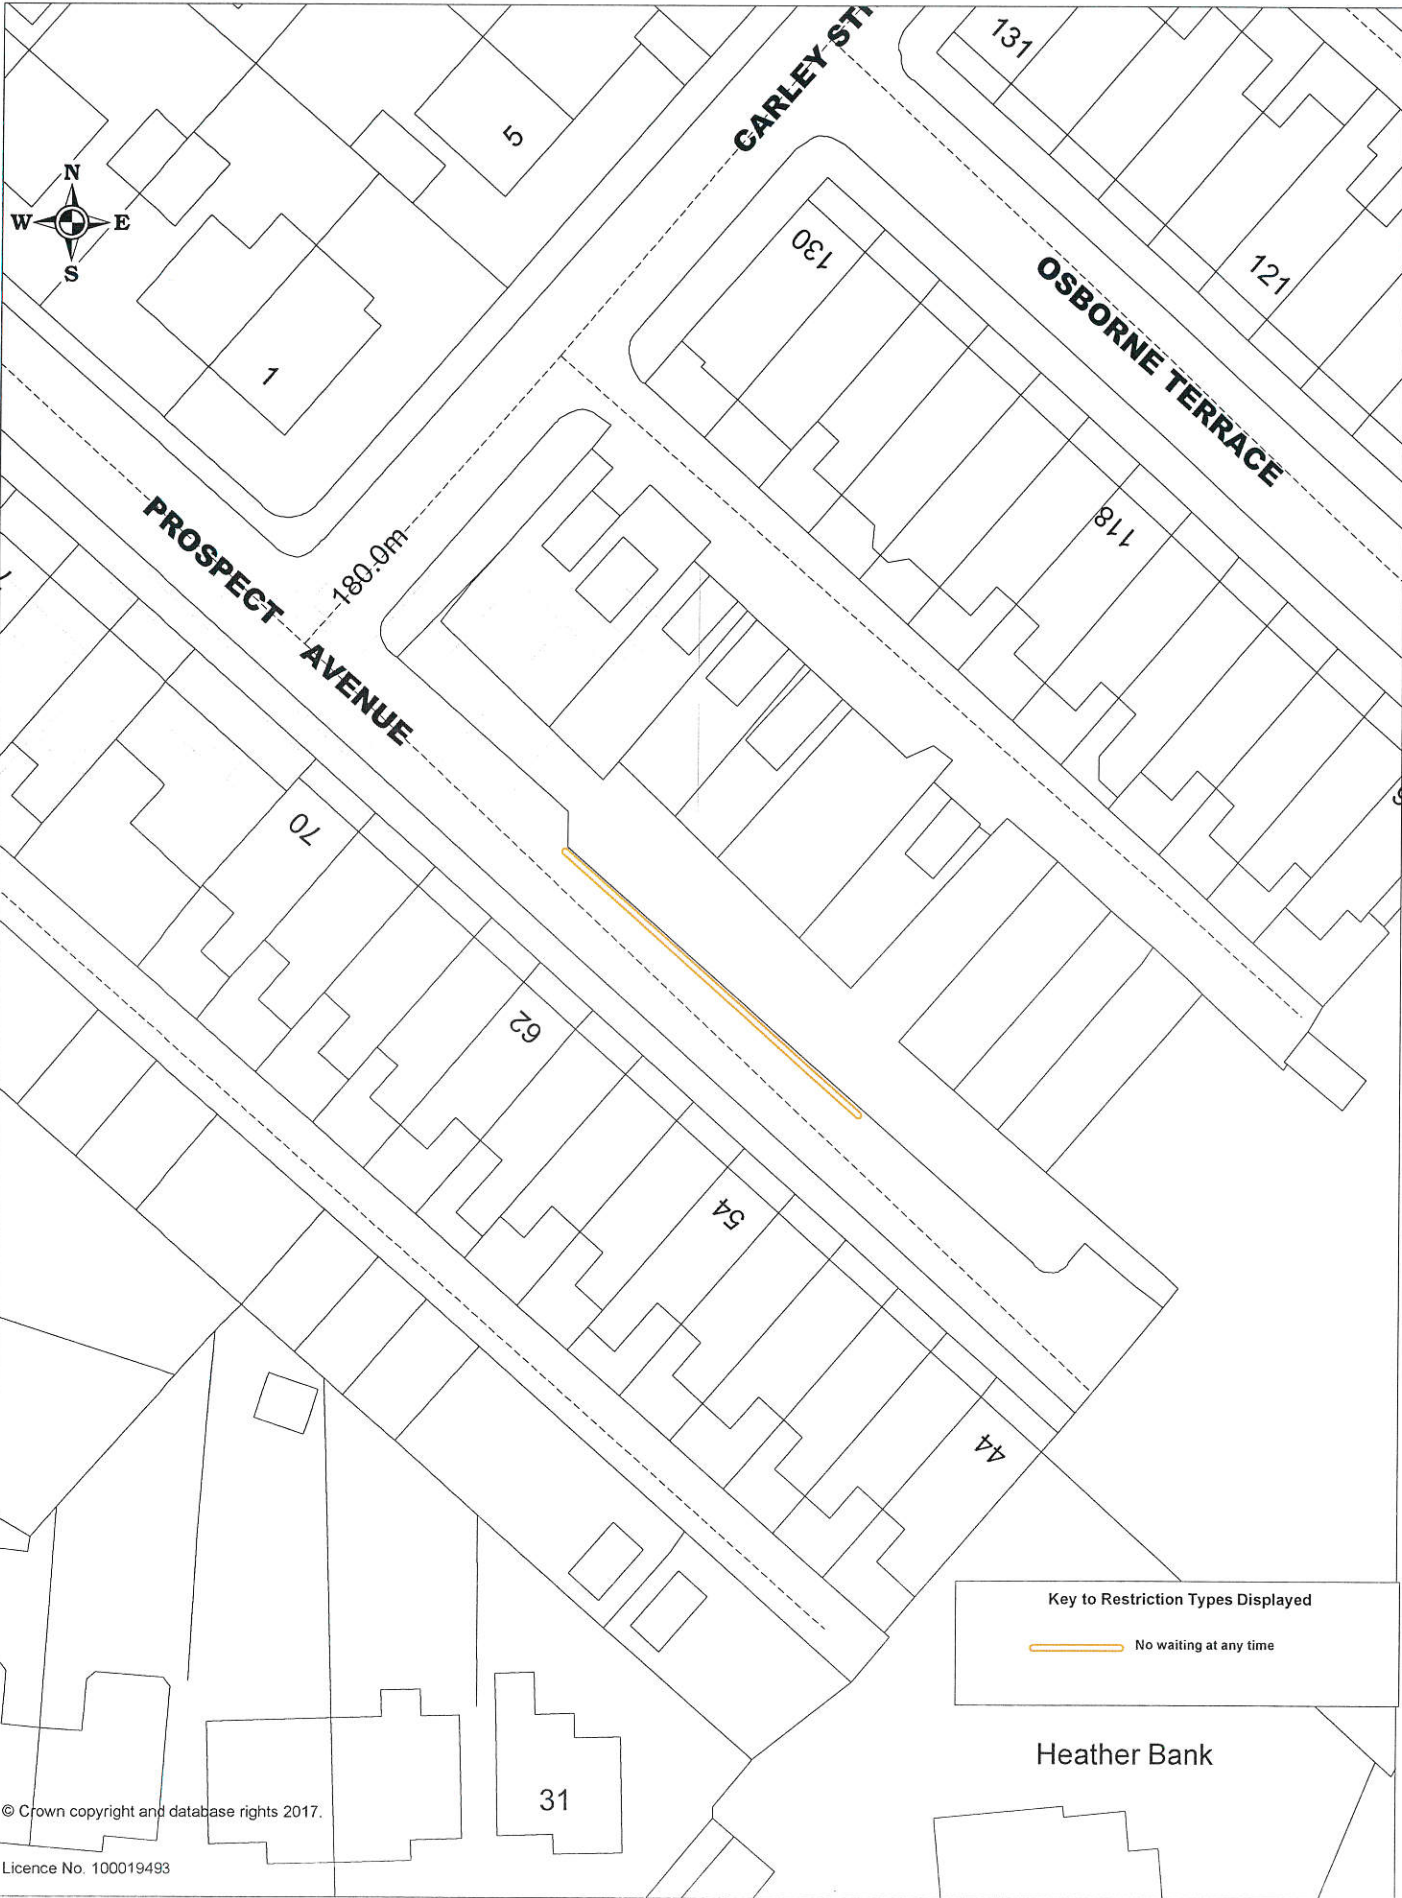 CARLEY ST
131
5
N
W E
S
130
121
OSBORNE TERRACE
1
118
PROSPECT
AVENUE
180.0m
70
62
54
44
Key to Restriction Types Displayed
No waiting at any time
Heather Bank
31
© Crown copyright and database rights 2017.
Licence No. 100019493